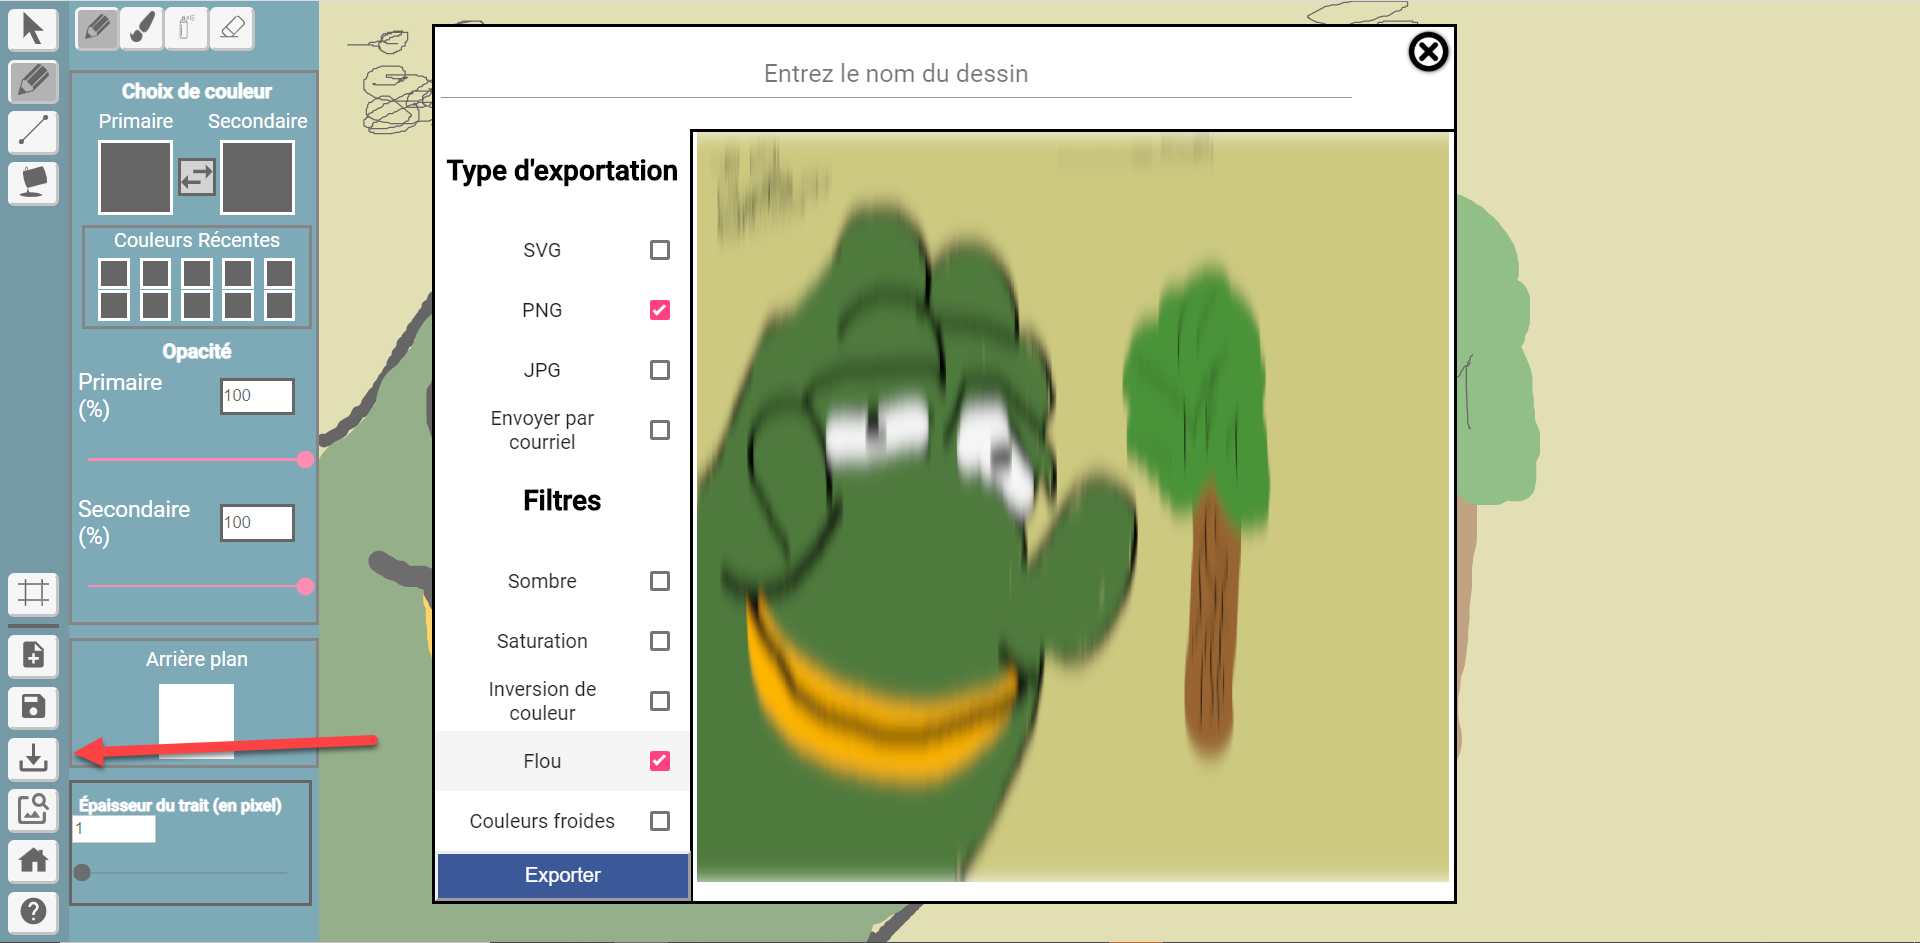 Choix de couleur
Primaire Secondaire
Couleurs Récentes
Opacité
Primaire
(%)
100
Secondaire
(%)
100
Arrière plan
Épaisseur du trait (en pixel)
1
Entrez le nom du dessin
Type d'exportation
SVG
PNG
JPG
Envoyer par
courriel
Filtres
Sombre
Saturation
Inversion de
couleur
Flou
Couleurs froides
Exporter